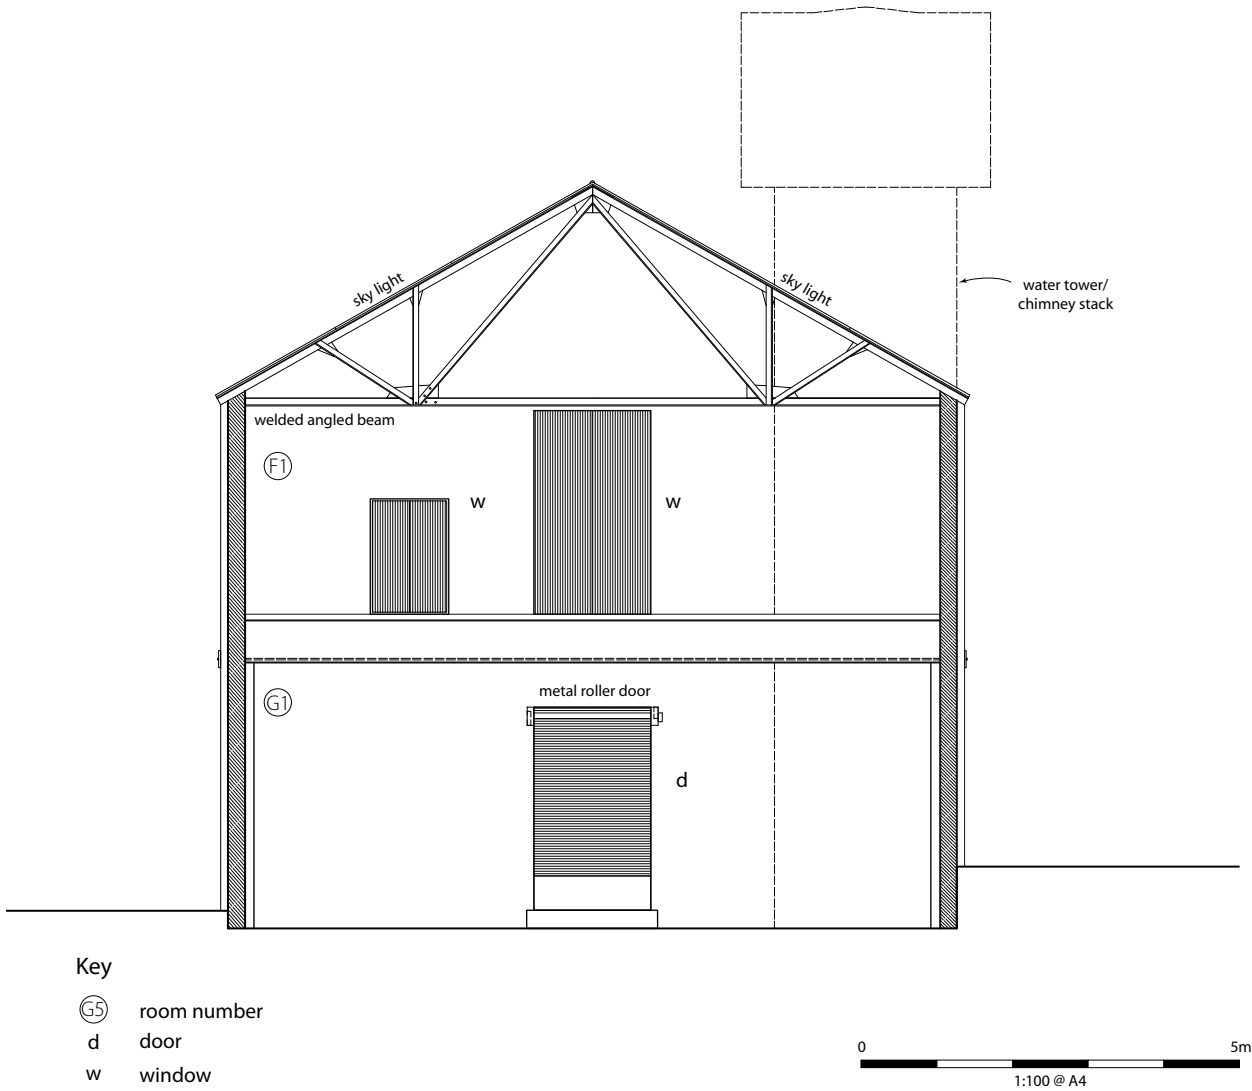 sky light
sky light
water tower/
chimney stack
welded angled beam
F1
w
w
metal roller door
G1
d
Key
G5 room number
d door
w window
0 5m
1:100 @ A4